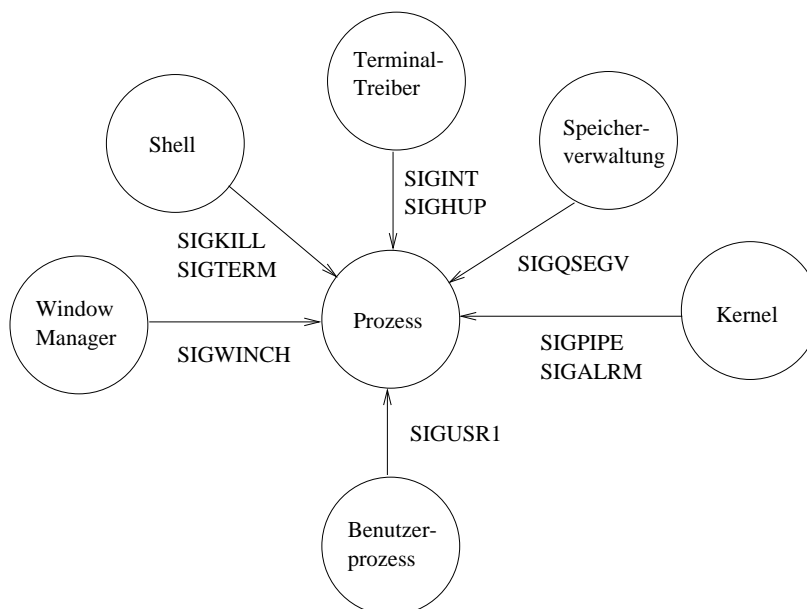 Terminal-
Treiber
Shell
Speicher-
verwaltung
SIGINT
SIGHUP
SIGKILL
SIGTERM
SIGQSEGV
Window
Manager
Prozess
Kernel
SIGWINCH
SIGPIPE
SIGALRM
SIGUSR1
Benutzer-
prozess